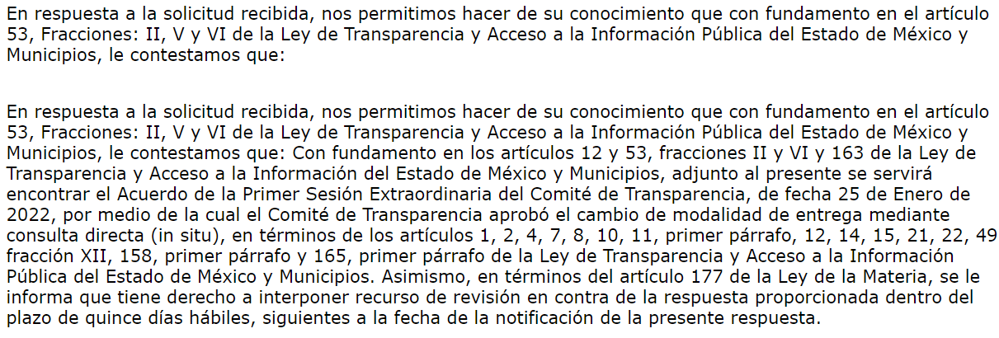 En respuesta a la solicitud recibida, nos permitimos hacer de su conocimiento que con fundamento en el artículo
53, Fracciones: II, V y VI de la Ley de Transparencia y Acceso a la Información Pública del Estado de México y
Municipios, le contestamos que:
En respuesta a la solicitud recibida, nos permitimos hacer de su conocimiento que con fundamento en el artículo
53, Fracciones: II, V y VI de la Ley de Transparencia y Acceso a la Información Pública del Estado de México y
Municipios, le contestamos que: Con fundamento en los artículos 12 y 53, fracciones II y VI y 163 de la Ley de
Transparencia y Acceso a la Información del Estado de México y Municipios, adjunto al presente se servirá
encontrar el Acuerdo de la Primer Sesión Extraordinaria del Comité de Transparencia, de fecha 25 de Enero de
2022, por medio de la cual el Comité de Transparencia aprobó el cambio de modalidad de entrega mediante
consulta directa (in situ), en términos de los artículos 1, 2, 4, 7, 8, 10, 11, primer párrafo, 12, 14, 15, 21, 22, 49
fracción XII, 158, primer párrafo y 165, primer párrafo de la Ley de Transparencia y Acceso a la Información
Pública del Estado de México y Municipios. Asimismo, en términos del artículo 177 de la Ley de la Materia, se le
informa que tiene derecho a interponer recurso de revisión en contra de la respuesta proporcionada dentro del
plazo de quince días hábiles, siguientes a la fecha de la notificación de la presente respuesta.